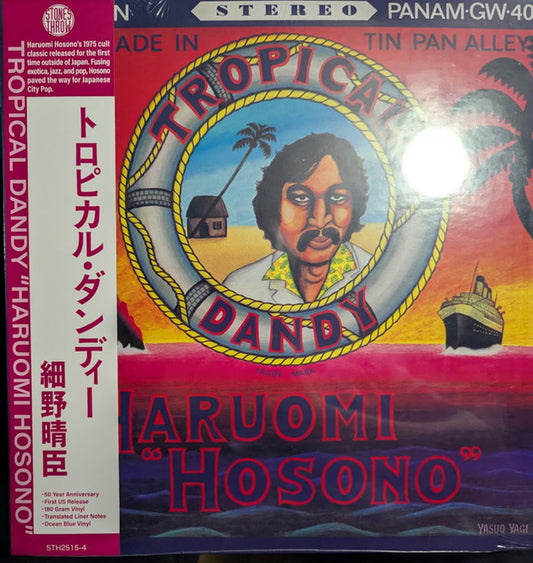 STONES
THROW
Haruomi Hosono's 1975 cult
classic released for the first
time outside of Japan. Fusing
exotica, jazz, and pop, Hosono
paved the way for Japanese
City Pop.
TROPICAL DANDY "HARUOMI HOSONO"
トロピカル・ダンディー
細野晴臣
・50 Year Anniversary
・First US Release
・180 Gram Vinyl
・Translated Liner Notes
・Ocean Blue Vinyl
STH2515-4
STEREO
PANAM・GW・40
ADE IN
TIN PAN ALLEY
TROPICAL
DANDY
TRADE MARK
HARUOMI
"HOSONO"
YASUO YAGI